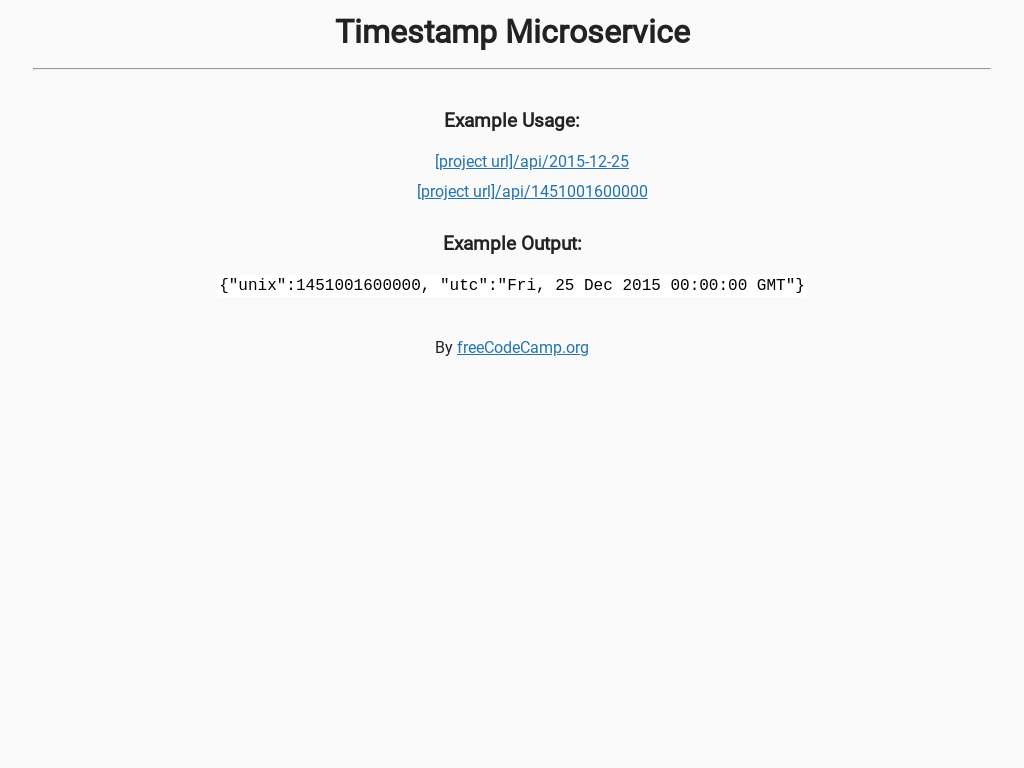 Timestamp Microservice
Example Usage:
[project url]/api/2015-12-25
[project url]/api/1451001600000
Example Output:
{"unix":1451001600000, "utc":"Fri, 25 Dec 2015 00:00:00 GMT"}
By freeCodeCamp.org